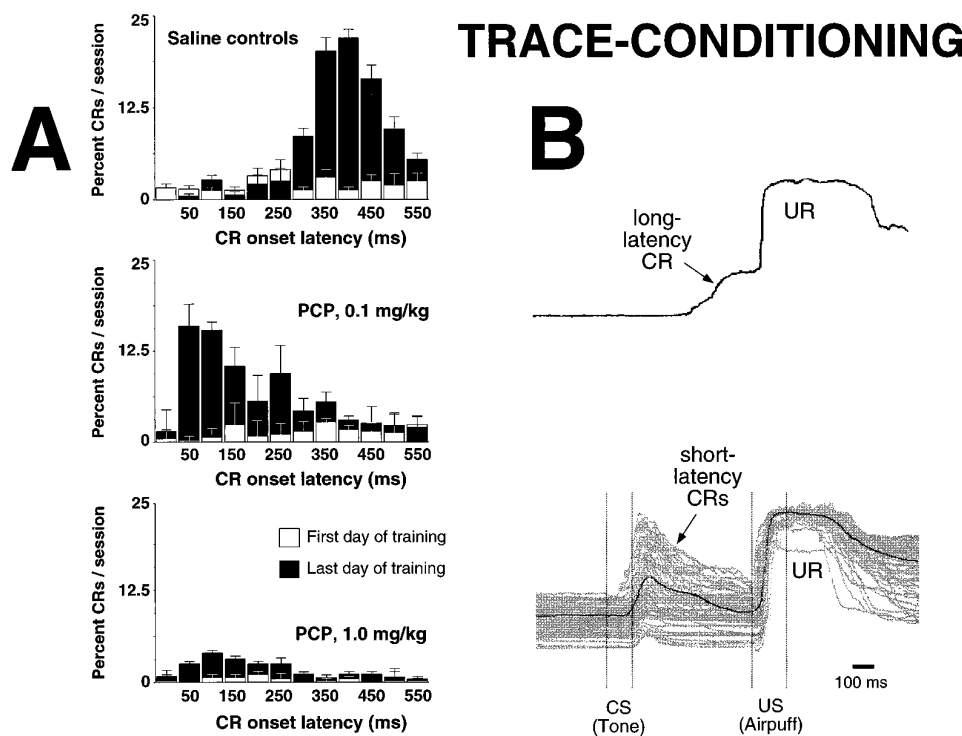 TRACE-CONDITIONING
A
Percent CRs / session
25
12.5
0
Saline controls
50 150 250 350 450 550
CR onset latency (ms)
Percent CRs / session
25
12.5
0
PCP, 0.1 mg/kg
50 150 250 350 450 550
CR onset latency (ms)
Percent CRs / session
25
12.5
0
First day of training
Last day of training
PCP, 1.0 mg/kg
50 150 250 350 450 550
CR onset latency (ms)
B
long-
latency
CR
UR
short-
latency
CRs
UR
100 ms
CS
(Tone)
US
(Airpuff)